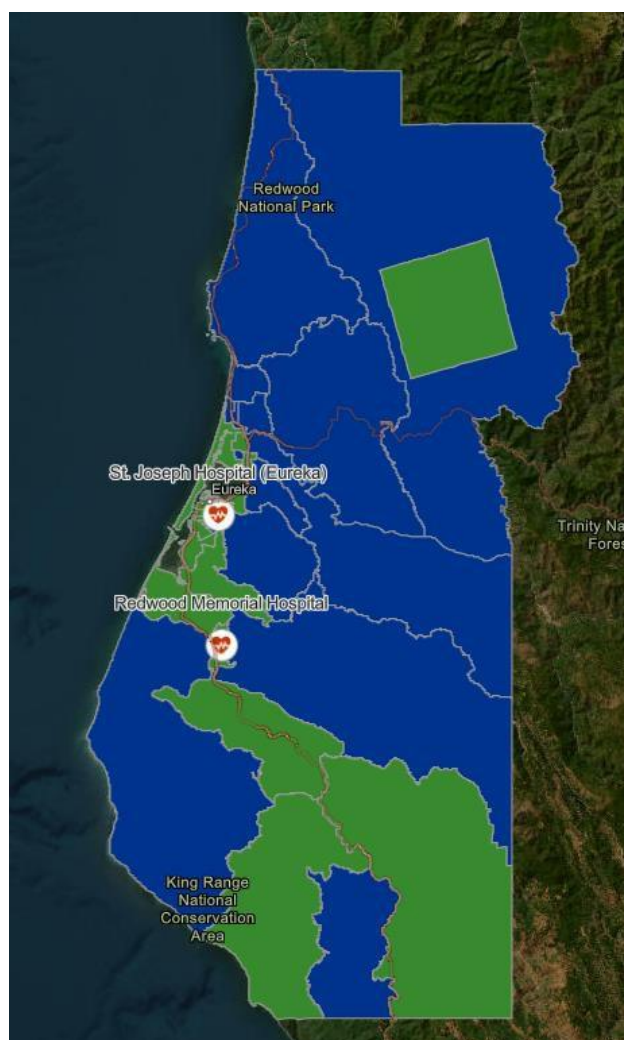 Redwood
National Park
St. Joseph Hospital (Eureka)
Eureka
Trinity Na
Fores
Redwood Memorial Hospital
King Range
National
Conservation
Area